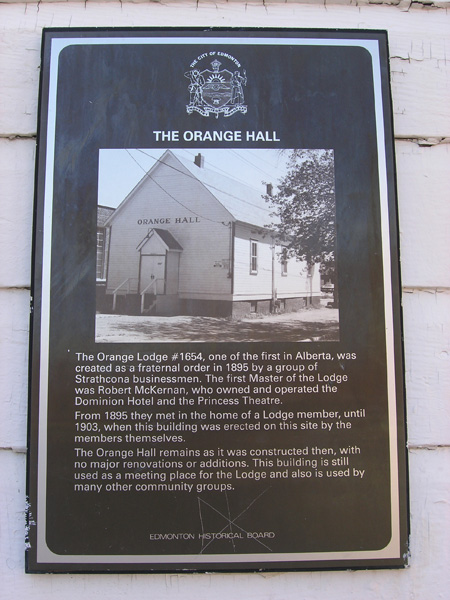 THE CITY OF EDMONTON
THE ORANGE HALL
ORANGE HALL
The Orange Lodge #1654, one of the first in Alberta, was
created as a fraternal order in 1895 by a group of
Strathcona businessmen. The first Master of the Lodge
was Robert McKernan, who owned and operated the
Dominion Hotel and the Princess Theatre.
From 1895 they met in the home of a Lodge member, until
1903, when this building was erected on this site by the
members themselves.
The Orange Hall remains as it was constructed then, with
no major renovations or additions. This building is still
used as a meeting place for the Lodge and also is used by
many other community groups.
EDMONTON HISTORICAL BOARD